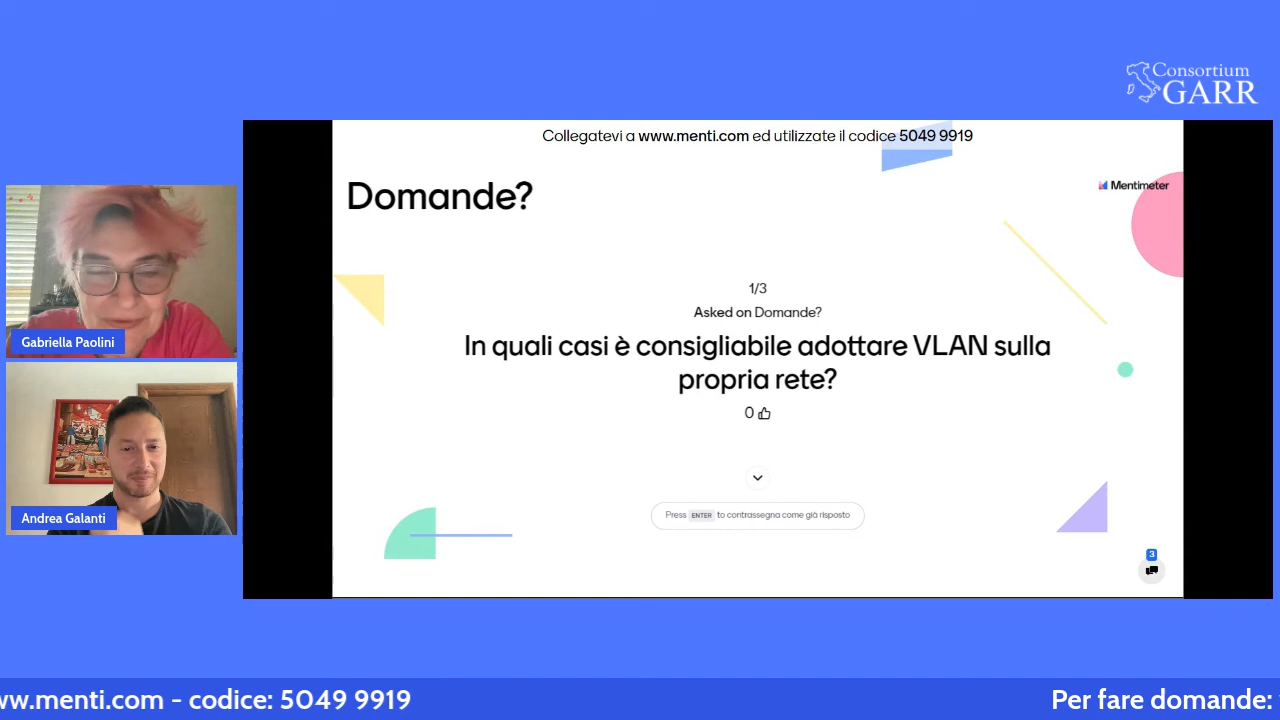 Consortium
GARR
Collegatevi a www.menti.com ed utilizzate il codice 5049 9919
Domande?
Mentimeter
1/3
Asked on Domande?
In quali casi è consigliabile adottare VLAN sulla
propria rete?
0
Press ENTER to contrassegna come già risposto
3
Gabriella Paolini
Andrea Galanti
ww.menti.com - codice: 5049 9919
Per fare domande: